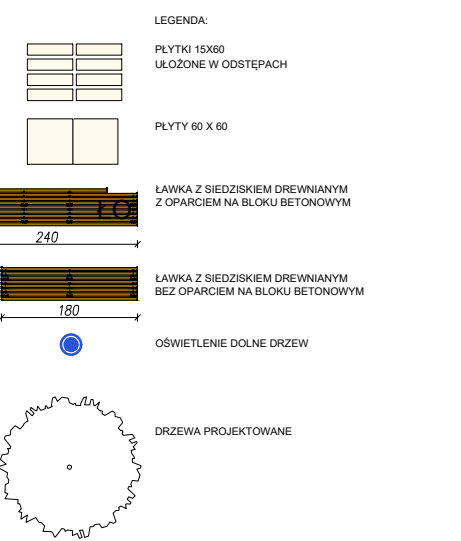 LEGENDA:
PŁYTKI 15X60
UŁOŻONE W ODSTĘPACH
PŁYTY 60 X 60
ŁAWKA Z SIEDZISKIEM DREWNIANYM
Z OPARCIEM NA BLOKU BETONOWYM
ŁO
240
ŁAWKA Z SIEDZISKIEM DREWNIANYM
BEZ OPARCIEM NA BLOKU BETONOWYM
180
OŚWIETLENIE DOLNE DRZEW
DRZEWA PROJEKTOWANE